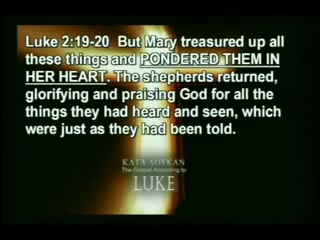 Luke 2:19-20  But Mary treasured up all
these things and PONDERED THEM IN
HER HEART. The shepherds returned,
glorifying and praising God for all the
things they had heard and seen, which
were just as they had been told.
ΚΑΤΑ ΛΟΥΚΑΝ
The Gospel According to
LUKE